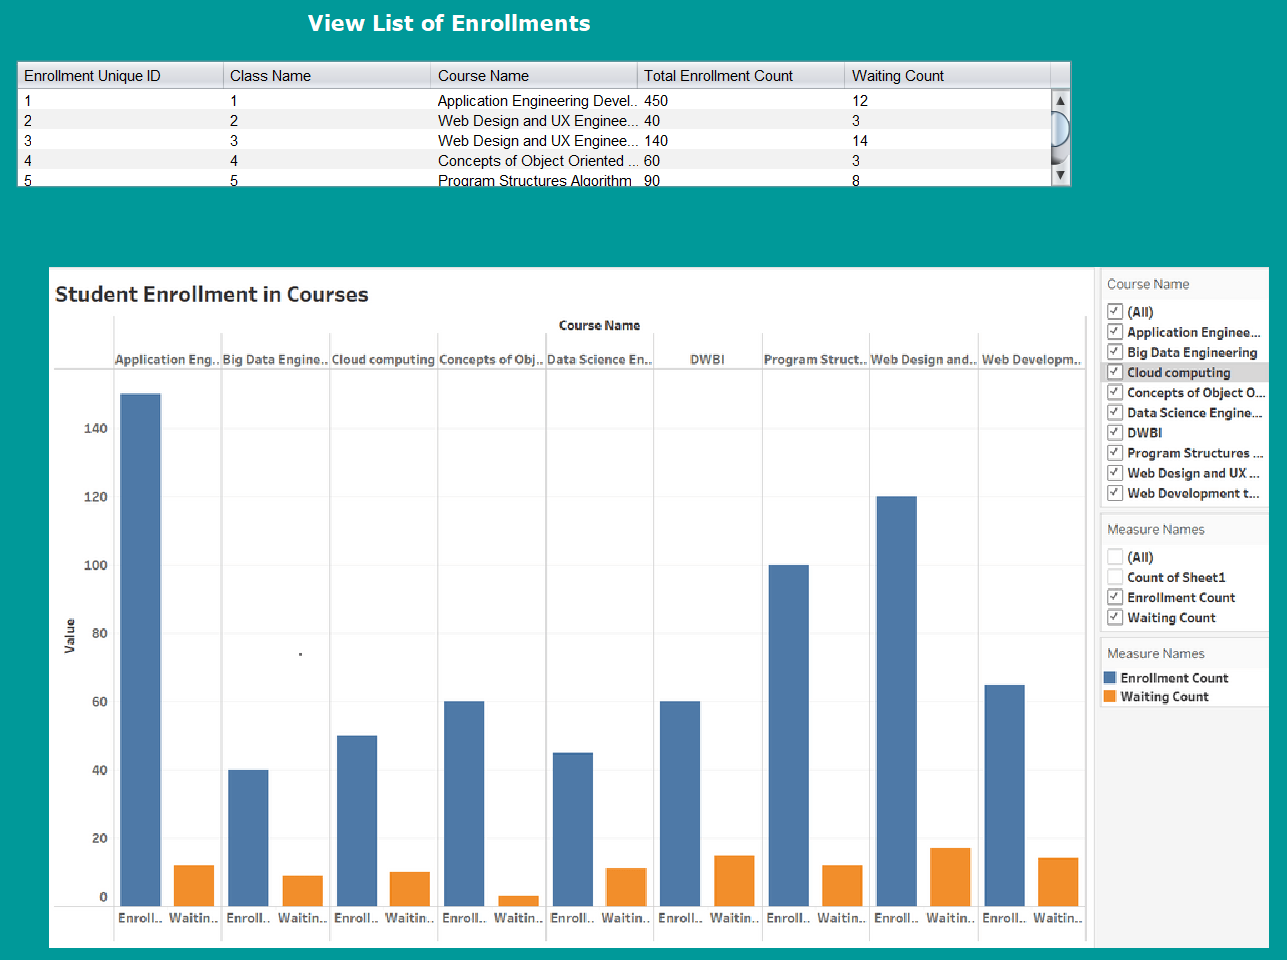 View List of Enrollments
Enrollment Unique ID Class Name Course Name Total Enrollment Count Waiting Count
1 1 Application Engineering Devel... 450 12
2 2 Web Design and UX Enginee... 40 3
3 3 Web Design and UX Enginee... 140 14
4 4 Concepts of Object Oriented ... 60 3
5 5 Program Structures Algorithm 90 8
Student Enrollment in Courses
Course Name
Application Eng.. Big Data Engine.. Cloud computing Concepts of Obj.. Data Science En.. DWBI Program Struct.. Web Design and.. Web Developm..
140
120
100
80
60
40
20
0
Value
Enroll.. Waitin.. Enroll.. Waitin.. Enroll.. Waitin.. Enroll.. Waitin.. Enroll.. Waitin.. Enroll.. Waitin.. Enroll.. Waitin.. Enroll.. Waitin.. Enroll.. Waitin..
Course Name
(All)
Application Enginee...
Big Data Engineering
Cloud computing
Concepts of Object O...
Data Science Engine...
DWBI
Program Structures ...
Web Design and UX ...
Web Development t...
Measure Names
(All)
Count of Sheet1
Enrollment Count
Waiting Count
Measure Names
Enrollment Count
Waiting Count